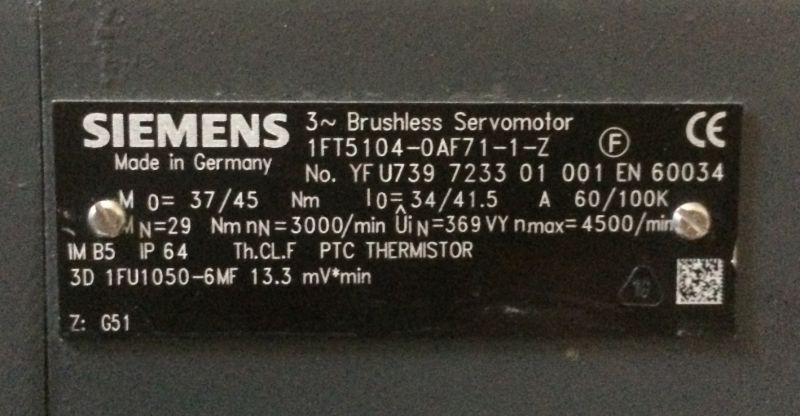 SIEMENS
3~ Brushless Servomotor
1FT5104-0AF71-1-Z Ⓕ CE
Made in Germany
No. YF U739 7233 01 001 EN 60034
M 0= 37/45 Nm I0=34/41.5 A 60/100K
N=29 Nm nN=3000/min ÛiN=369 VY nmax=4500/min
IM B5 IP 64 Th.CL.F PTC THERMISTOR
3D 1FU1050-6MF 13.3 mV*min
Z: G51